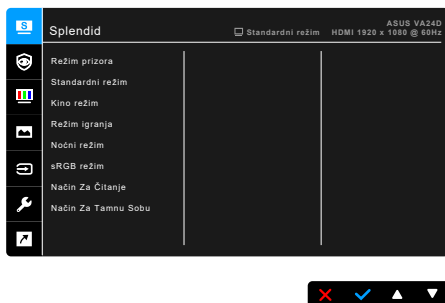 S
Splendid
Standardni režim
ASUS VA24D
HDMI 1920 x 1080 @ 60Hz
Režim prizora
Standardni režim
Kino režim
Režim igranja
Noćni režim
sRGB režim
Način Za Čitanje
Način Za Tamnu Sobu